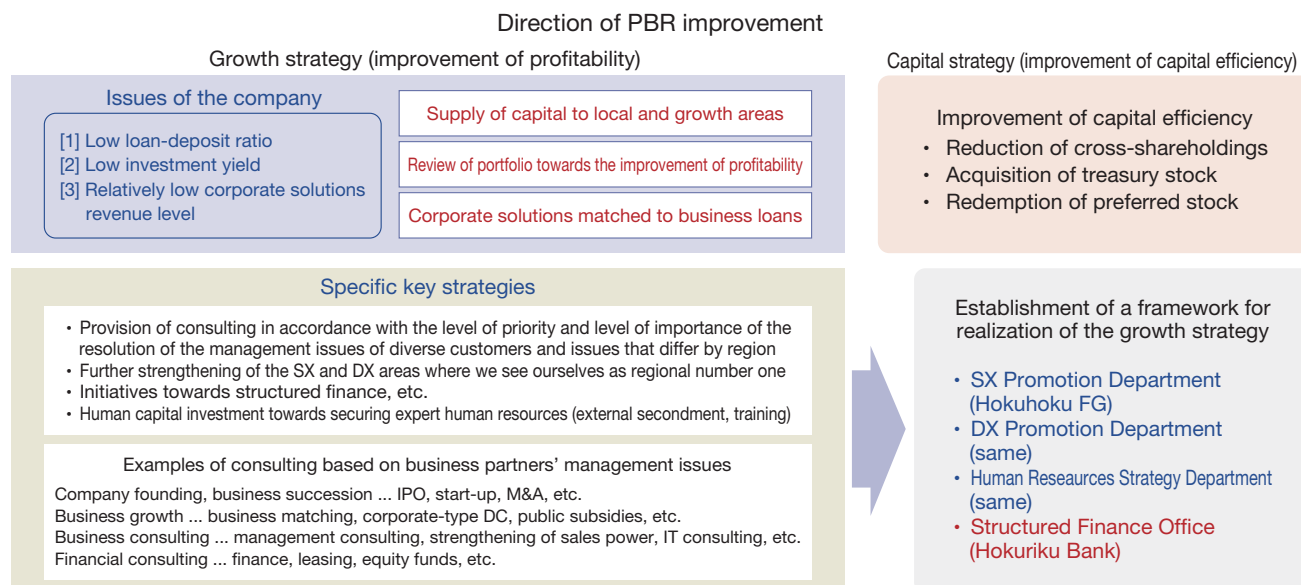 Direction of PBR improvement
Growth strategy (improvement of profitability)
Issues of the company
[1] Low loan-deposit ratio
[2] Low investment yield
[3] Relatively low corporate solutions
revenue level
Supply of capital to local and growth areas
Review of portfolio towards the improvement of profitability
Corporate solutions matched to business loans
Capital strategy (improvement of capital efficiency)
Improvement of capital efficiency
• Reduction of cross-shareholdings
• Acquisition of treasury stock
• Redemption of preferred stock
Specific key strategies
• Provision of consulting in accordance with the level of priority and level of importance of the
resolution of the management issues of diverse customers and issues that differ by region
• Further strengthening of the SX and DX areas where we see ourselves as regional number one
• Initiatives towards structured finance, etc.
• Human capital investment towards securing expert human resources (external secondment, training)
Examples of consulting based on business partners’ management issues
Company founding, business succession ... IPO, start-up, M&A, etc.
Business growth ... business matching, corporate-type DC, public subsidies, etc.
Business consulting ... management consulting, strengthening of sales power, IT consulting, etc.
Financial consulting ... finance, leasing, equity funds, etc.
Establishment of a framework for
realization of the growth strategy
• SX Promotion Department
(Hokuhoku FG)
• DX Promotion Department
(same)
• Human Reseaurces Strategy Department
(same)
• Structured Finance Office
(Hokuriku Bank)